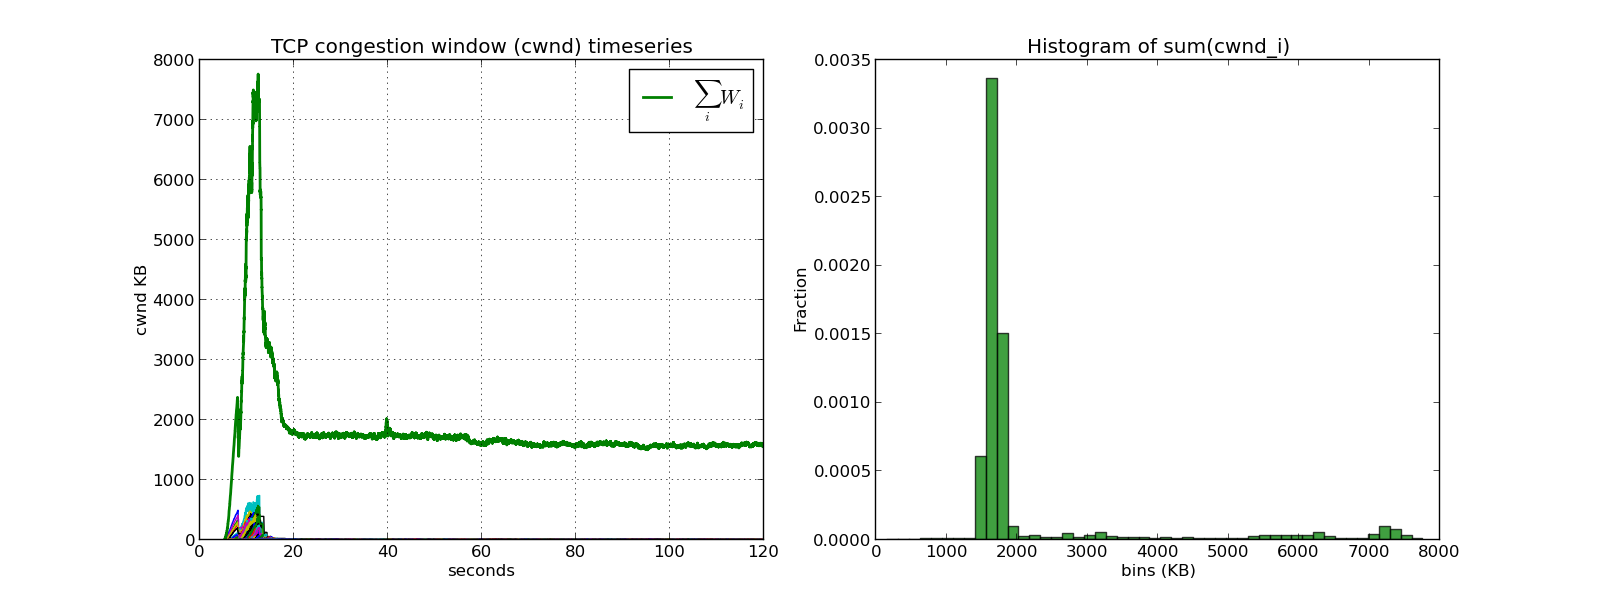 TCP congestion window (cwnd) timeseries
8000
7000
6000
5000
4000
3000
2000
1000
0
cwnd KB
∑_i W_i
0 20 40 60 80 100 120
seconds
Histogram of sum(cwnd_i)
0.0035
0.0030
0.0025
0.0020
0.0015
0.0010
0.0005
0.0000
Fraction
0 1000 2000 3000 4000 5000 6000 7000 8000
bins (KB)